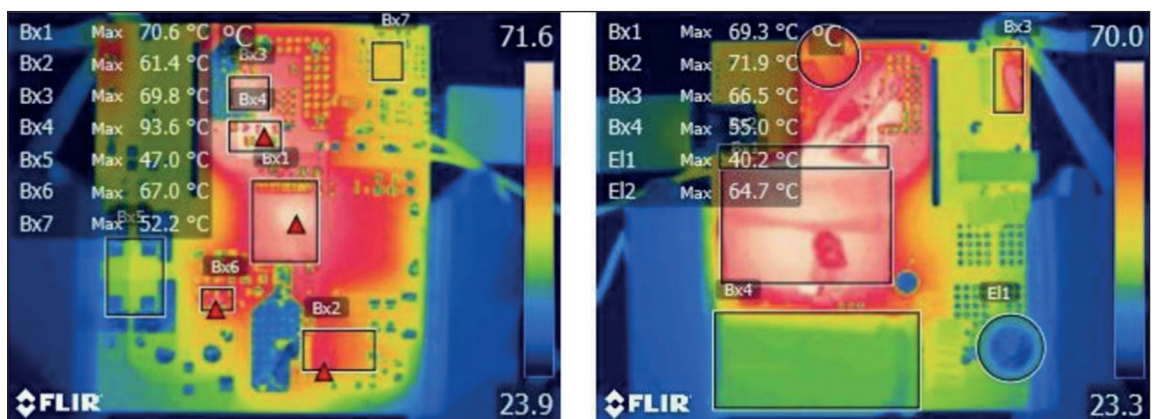 Bx1 Max 70.6 °C °C
Bx2 Max 61.4 °C
Bx3 Max 69.8 °C
Bx4 Max 93.6 °C
Bx5 Max 47.0 °C
Bx6 Max 67.0 °C
Bx7 Max 52.2 °C
71.6
Bx7
Bx3
Bx4
Bx1
Bx5
Bx6
Bx2
FLIR
23.9
Bx1 Max 69.3 °C °C
Bx2 Max 71.9 °C
Bx3 Max 66.5 °C
Bx4 Max 55.0 °C
El1 Max 40.2 °C
El2 Max 64.7 °C
70.0
Bx3
Bx4
El1
FLIR
23.3